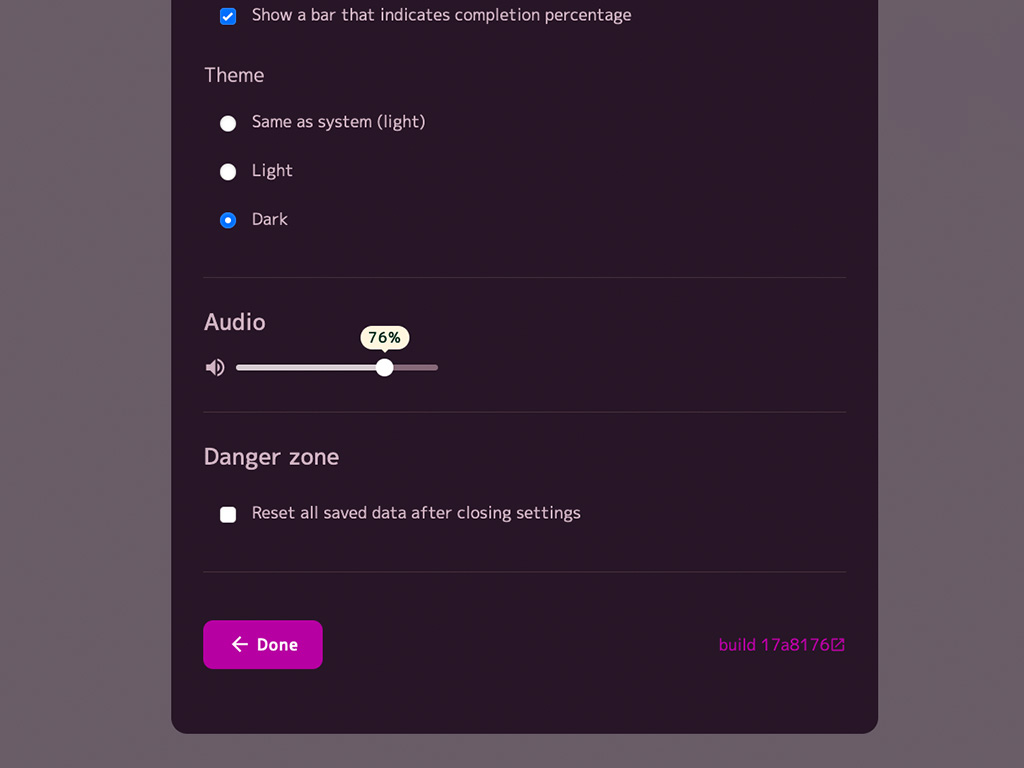 Show a bar that indicates completion percentage
Theme
Same as system (light)
Light
Dark
Audio
76%
Danger zone
Reset all saved data after closing settings
Done
build 17a8176